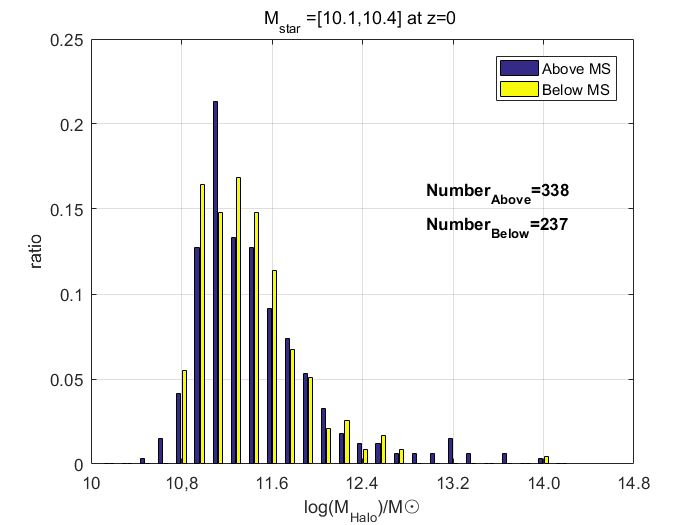 M_star =[10.1,10.4] at z=0
0.25
0.2
0.15
0.1
0.05
0
ratio
Above MS
Below MS
Number_Above=338
Number_Below=237
10 10,8 11.6 12.4 13.2 14.0 14.8
log(M_Halo)/M☉